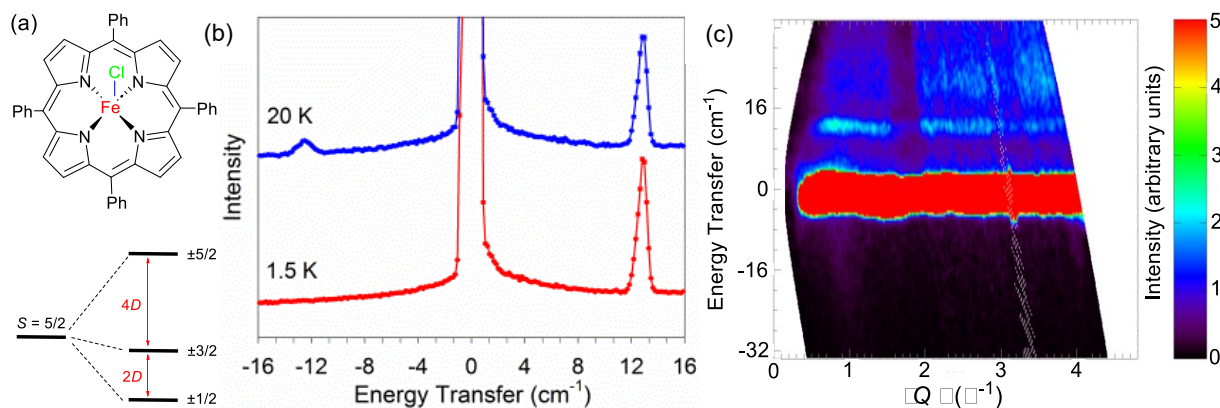 (a)
Ph
Cl
N N
Ph Fe Ph
N N
Ph
±5/2
4D
S = 5/2
±3/2
2D
±1/2
(b)
Intensity
20 K
1.5 K
-16 -12 -8 -4 0 4 8 12 16
Energy Transfer (cm-1)
(c)
Energy Transfer (cm-1)
16
0
-16
-32
0 1 2 3 4
□Q □(□-1)
5
4
3
2
1
0
Intensity (arbitrary units)